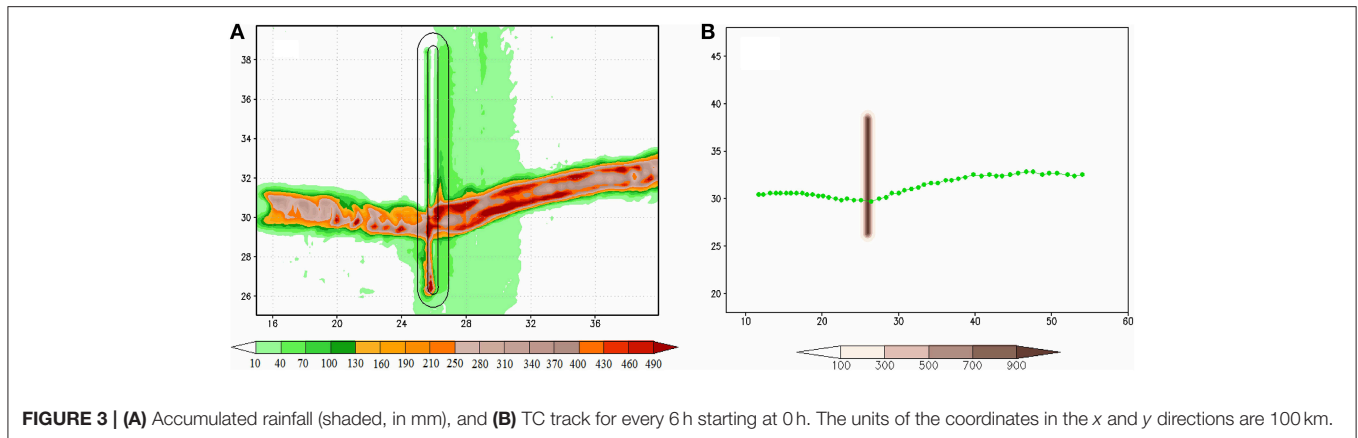 A
38
36
34
32
30
28
26
16 20 24 28 32 36
10 40 70 100 130 160 190 210 250 280 310 340 370 400 430 460 490
B
45
40
35
30
25
20
10 20 30 40 50 60
100 300 500 700 900
FIGURE 3 | (A) Accumulated rainfall (shaded, in mm), and (B) TC track for every 6 h starting at 0 h. The units of the coordinates in the x and y directions are 100 km.